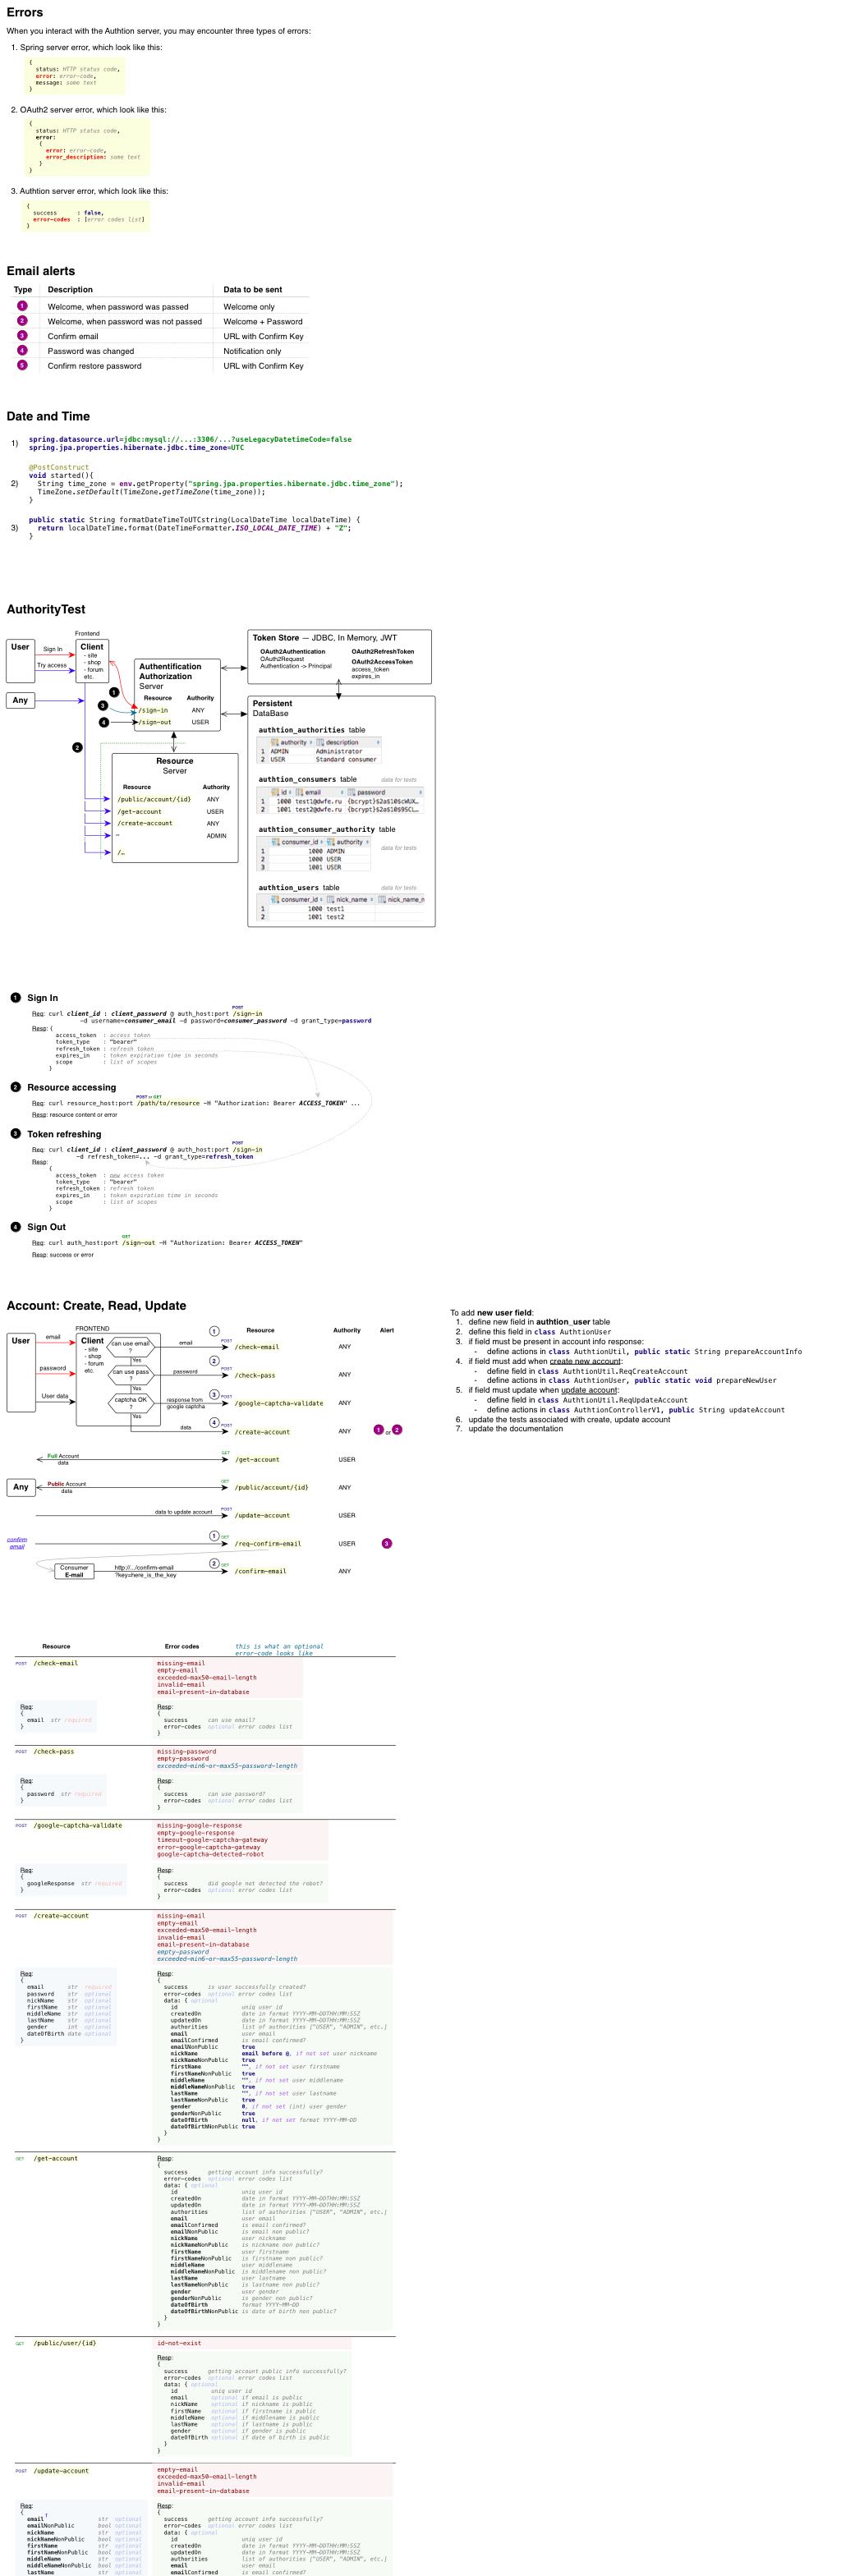 Errors
When you interact with the Authtion server, you may encounter three types of errors:
1. Spring server error, which look like this:
{
status: HTTP status code,
error: error-code,
message: some text
}
2. OAuth2 server error, which look like this:
{
status: HTTP status code,
error:
{
error: error-code,
error_description: some text
}
}
3. Authtion server error, which look like this:
{
success : false,
error-codes : [error codes list]
}
Email alerts
Type Description Data to be sent
1 Welcome, when password was passed Welcome only
2 Welcome, when password was not passed Welcome + Password
3 Confirm email URL with Confirm Key
4 Password was changed Notification only
5 Confirm restore password URL with Confirm Key
Date and Time
1) spring.datasource.url=jdbc:mysql://...:3306/...?useLegacyDatetimeCode=false
spring.jpa.properties.hibernate.jdbc.time_zone=UTC
@PostConstruct
void started(){
2) String time_zone = env.getProperty("spring.jpa.properties.hibernate.jdbc.time_zone");
TimeZone.setDefault(TimeZone.getTimeZone(time_zone));
}
public static String formatDateTimeToUTCstring(LocalDateTime localDateTime) {
3) return localDateTime.format(DateTimeFormatter.ISO_LOCAL_DATE_TIME) + "Z";
}
AuthorityTest
Frontend
User
Sign In
Try access
Client
- site
- shop
- forum
etc.
Any
Authentification
Authorization
Server
Resource Authority
/sign-in ANY
/sign-out USER
1
3
4
2
Resource
Server
Resource Authority
/public/account/{id} ANY
/get-account USER
/create-account ANY
… ADMIN
/…
Token Store — JDBC, In Memory, JWT
OAuth2Authentication
OAuth2Request
Authentication -> Principal
OAuth2RefreshToken
OAuth2AccessToken
access_token
expires_in
Persistent
DataBase
authtion_authorities table
authority description
1 ADMIN Administrator
2 USER Standard consumer
authtion_consumers table data for tests
id email password
1 1000 test1@dwfe.ru {bcrypt}$2a$10$cWUX…
2 1001 test2@dwfe.ru {bcrypt}$2a$10$9SCL…
authtion_consumer_authority table
data for tests
consumer_id authority
1 1000 ADMIN
2 1000 USER
3 1001 USER
authtion_users table data for tests
consumer_id nick_name nick_name_n
1 1000 test1
2 1001 test2
1 Sign In
POST
Req: curl client_id : client_password @ auth_host:port /sign-in
-d username=consumer_email -d password=consumer_password -d grant_type=password
Resp: {
access_token : access token
token_type : "bearer"
refresh_token : refresh token
expires_in : token expiration time in seconds
scope : list of scopes
}
2 Resource accessing
POST or GET
Req: curl resource_host:port /path/to/resource -H "Authorization: Bearer ACCESS_TOKEN" ...
Resp: resource content or error
3 Token refreshing
POST
Req: curl client_id : client_password @ auth_host:port /sign-in
-d refresh_token=... -d grant_type=refresh_token
Resp:
{
access_token : new access token
token_type : "bearer"
refresh_token : refresh token
expires_in : token expiration time in seconds
scope : list of scopes
}
4 Sign Out
GET
Req: curl auth_host:port /sign-out -H "Authorization: Bearer ACCESS_TOKEN"
Resp: success or error
Account: Create, Read, Update
FRONTEND
Resource Authority Alert
User
email
password
User data
Client
- site
- shop
- forum
etc.
can use email ?
Yes
can use pass ?
Yes
captcha OK ?
Yes
email 1 POST /check-email ANY
password 2 POST /check-pass ANY
response from google captcha 3 POST /google-captcha-validate ANY
data 4 POST /create-account ANY 1 or 2
Full Account data GET /get-account USER
Any Public Account data GET /public/account/{id} ANY
data to update account POST /update-account USER
confirm email 1 GET /req-confirm-email USER 3
Consumer E-mail http://.../confirm-email ?key=here_is_the_key 2 GET /confirm-email ANY
To add new user field:
1. define new field in authtion_user table
2. define this field in class AuthtionUser
3. if field must be present in account info response:
- define actions in class AuthtionUtil, public static String prepareAccountInfo
4. if field must add when create new account:
- define field in class AuthtionUtil.ReqCreateAccount
- define actions in class AuthtionUser, public static void prepareNewUser
5. if field must update when update account:
- define field in class AuthtionUtil.ReqUpdateAccount
- define actions in class AuthtionControllerV1, public String updateAccount
6. update the tests associated with create, update account
7. update the documentation
Resource Error codes this is what an optional
error-code looks like
POST /check-email missing-email
empty-email
exceeded-max50-email-length
invalid-email
email-present-in-database
Req:
{
email str required
}
Resp:
{
success can use email?
error-codes optional error codes list
}
POST /check-pass missing-password
empty-password
exceeded-min6-or-max55-password-length
Req:
{
password str required
}
Resp:
{
success can use password?
error-codes optional error codes list
}
POST /google-captcha-validate missing-google-response
empty-google-response
timeout-google-captcha-gateway
error-google-captcha-gateway
google-captcha-detected-robot
Req:
{
googleResponse str required
}
Resp:
{
success did google not detected the robot?
error-codes optional error codes list
}
POST /create-account missing-email
empty-email
exceeded-max50-email-length
invalid-email
email-present-in-database
empty-password
exceeded-min6-or-max55-password-length
Req:
{
email str required
password str optional
nickName str optional
firstName str optional
middleName str optional
lastName str optional
gender int optional
dateOfBirth date optional
}
Resp:
{
success is user successfully created?
error-codes optional error codes list
data: { optional
id uniq user id
createdOn date in format YYYY-MM-DDTHH:MM:SSZ
updatedOn date in format YYYY-MM-DDTHH:MM:SSZ
authorities list of authorities ["USER", "ADMIN", etc.]
email user email
emailConfirmed is email confirmed?
emailNonPublic true
nickName email before @, if not set user nickname
nickNameNonPublic true
firstName "", if not set user firstname
firstNameNonPublic true
middleName "", if not set user middlename
middleNameNonPublic true
lastName "", if not set user lastname
lastNameNonPublic true
gender 0, if not set (int) user gender
genderNonPublic true
dateOfBirth null, if not set format YYYY-MM-DD
dateOfBirthNonPublic true
}
}
GET /get-account
Resp:
{
success getting account info successfully?
error-codes optional error codes list
data: { optional
id uniq user id
createdOn date in format YYYY-MM-DDTHH:MM:SSZ
updatedOn date in format YYYY-MM-DDTHH:MM:SSZ
authorities list of authorities ["USER", "ADMIN", etc.]
email user email
emailConfirmed is email confirmed?
emailNonPublic is email non public?
nickName user nickname
nickNameNonPublic is nickname non public?
firstName user firstname
firstNameNonPublic is firstname non public?
middleName user middlename
middleNameNonPublic is middlename non public?
lastName user lastname
lastNameNonPublic is lastname non public?
gender user gender
genderNonPublic is gender non public?
dateOfBirth format YYYY-MM-DD
dateOfBirthNonPublic is date of birth non public?
}
}
GET /public/user/{id} id-not-exist
Resp:
{
success getting account public info successfully?
error-codes optional error codes list
data: { optional
id uniq user id
email optional if email is public
nickName optional if nickname is public
firstName optional if firstname is public
middleName optional if middlename is public
lastName optional if lastname is public
gender optional if gender is public
dateOfBirth optional if date of birth is public
}
}
POST /update-account empty-email
exceeded-max50-email-length
invalid-email
email-present-in-database
Req:
{
email str optional
emailNonPublic bool optional
nickName str optional
nickNameNonPublic bool optional
firstName str optional
firstNameNonPublic bool optional
middleName str optional
middleNameNonPublic bool optional
lastName str optional
Resp:
{
success getting account info successfully?
error-codes optional error codes list
data: { optional
id uniq user id
createdOn date in format YYYY-MM-DDTHH:MM:SSZ
updatedOn date in format YYYY-MM-DDTHH:MM:SSZ
authorities list of authorities ["USER", "ADMIN", etc.]
email user email
emailConfirmed is email confirmed?